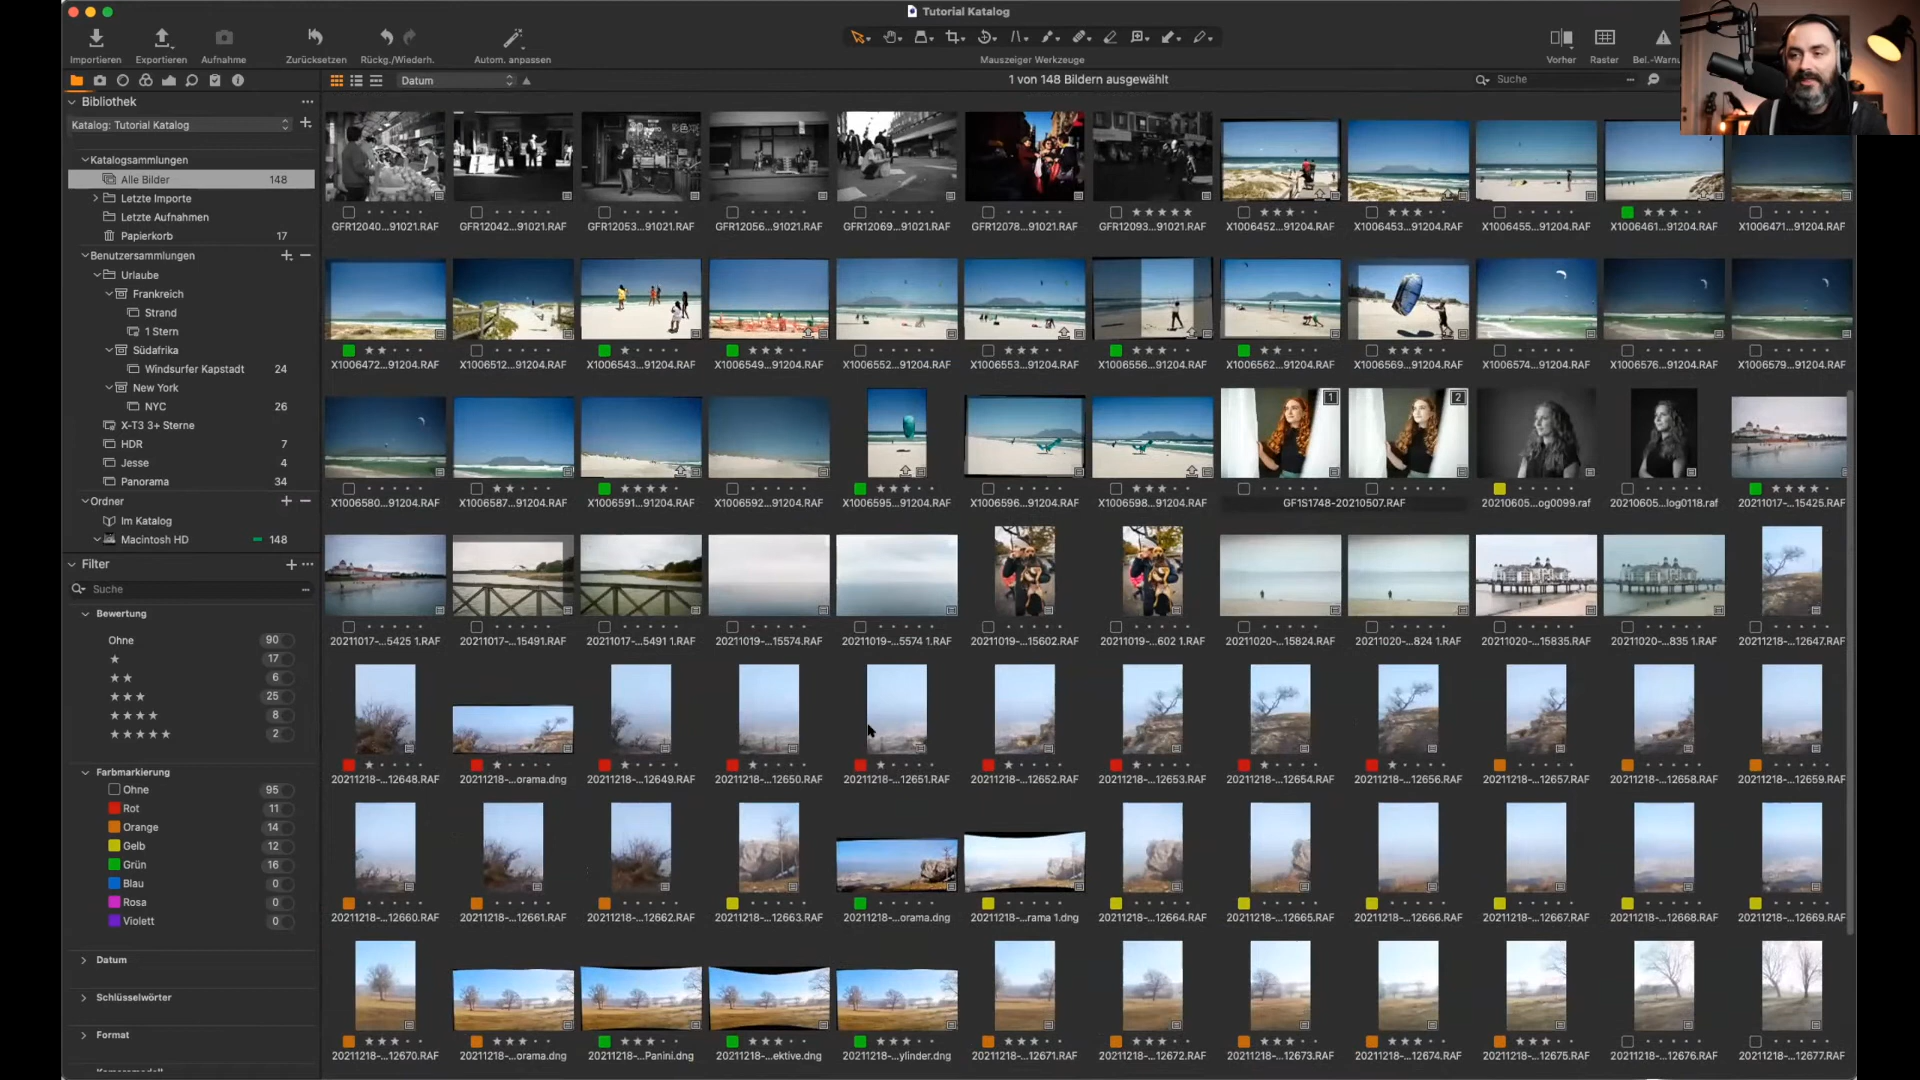 Tutorial Katalog
Importieren Exportieren Aufnahme Zurücksetzen Rückg./Wiederh. Autom. anpassen Mauszeiger Werkzeuge Vorher Raster Bel.-Warnu
Datum 1 von 148 Bildern ausgewählt Suche
Bibliothek
Katalog: Tutorial Katalog
Katalogsammlungen
Alle Bilder 148
Letzte Importe
Letzte Aufnahmen
Papierkorb 17
Benutzersammlungen
Urlaube
Frankreich
Strand
1 Stern
Südafrika
Windsurfer Kapstadt 24
New York
NYC 26
X-T3 3+ Sterne
HDR 7
Jesse 4
Panorama 34
Ordner
Im Katalog
Macintosh HD 148
Filter
Suche
Bewertung
Ohne 90
★ 17
★★ 6
★★★ 25
★★★★ 8
★★★★★ 2
Farbmarkierung
Ohne 95
Rot 11
Orange 14
Gelb 12
Grün 16
Blau 0
Rosa 0
Violett 0
Datum
Schlüsselwörter
Format
GFR12040...91021.RAF GFR12042...91021.RAF GFR12053...91021.RAF GFR12056...91021.RAF GFR12069...91021.RAF GFR12078...91021.RAF GFR12093...91021.RAF X1006452...91204.RAF X1006453...91204.RAF X1006455...91204.RAF X1006461...91204.RAF X1006471...91204.RAF
X1006472...91204.RAF X1006512...91204.RAF X1006543...91204.RAF X1006549...91204.RAF X1006552...91204.RAF X1006553...91204.RAF X1006556...91204.RAF X1006562...91204.RAF X1006569...91204.RAF X1006574...91204.RAF X1006576...91204.RAF X1006579...91204.RAF
1 2
X1006580...91204.RAF X1006587...91204.RAF X1006591...91204.RAF X1006592...91204.RAF X1006595...91204.RAF X1006596...91204.RAF X1006598...91204.RAF GF1S1748-20210507.RAF 20210605...og0099.raf 20210605...log0118.raf 20211017-...15425.RAF
20211017-...5425 1.RAF 20211017-...15491.RAF 20211017-...5491 1.RAF 20211019-...15574.RAF 20211019-...5574 1.RAF 20211019-...15602.RAF 20211019-...602 1.RAF 20211020-...15824.RAF 20211020-...824 1.RAF 20211020-...15835.RAF 20211020-...835 1.RAF 20211218-...12647.RAF
20211218-...12648.RAF 20211218-...orama.dng 20211218-...12649.RAF 20211218-...12650.RAF 20211218-...12651.RAF 20211218-...12652.RAF 20211218-...12653.RAF 20211218-...12654.RAF 20211218-...12656.RAF 20211218-...12657.RAF 20211218-...12658.RAF 20211218-...12659.RAF
20211218-...12660.RAF 20211218-...12661.RAF 20211218-...12662.RAF 20211218-...12663.RAF 20211218-...orama.dng 20211218-...rama 1.dng 20211218-...12664.RAF 20211218-...12665.RAF 20211218-...12666.RAF 20211218-...12667.RAF 20211218-...12668.RAF 20211218-...12669.RAF
20211218-...12670.RAF 20211218-...orama.dng 20211218-...Panini.dng 20211218-...ektive.dng 20211218-...ylinder.dng 20211218-...12671.RAF 20211218-...12672.RAF 20211218-...12673.RAF 20211218-...12674.RAF 20211218-...12675.RAF 20211218-...12676.RAF 20211218-...12677.RAF